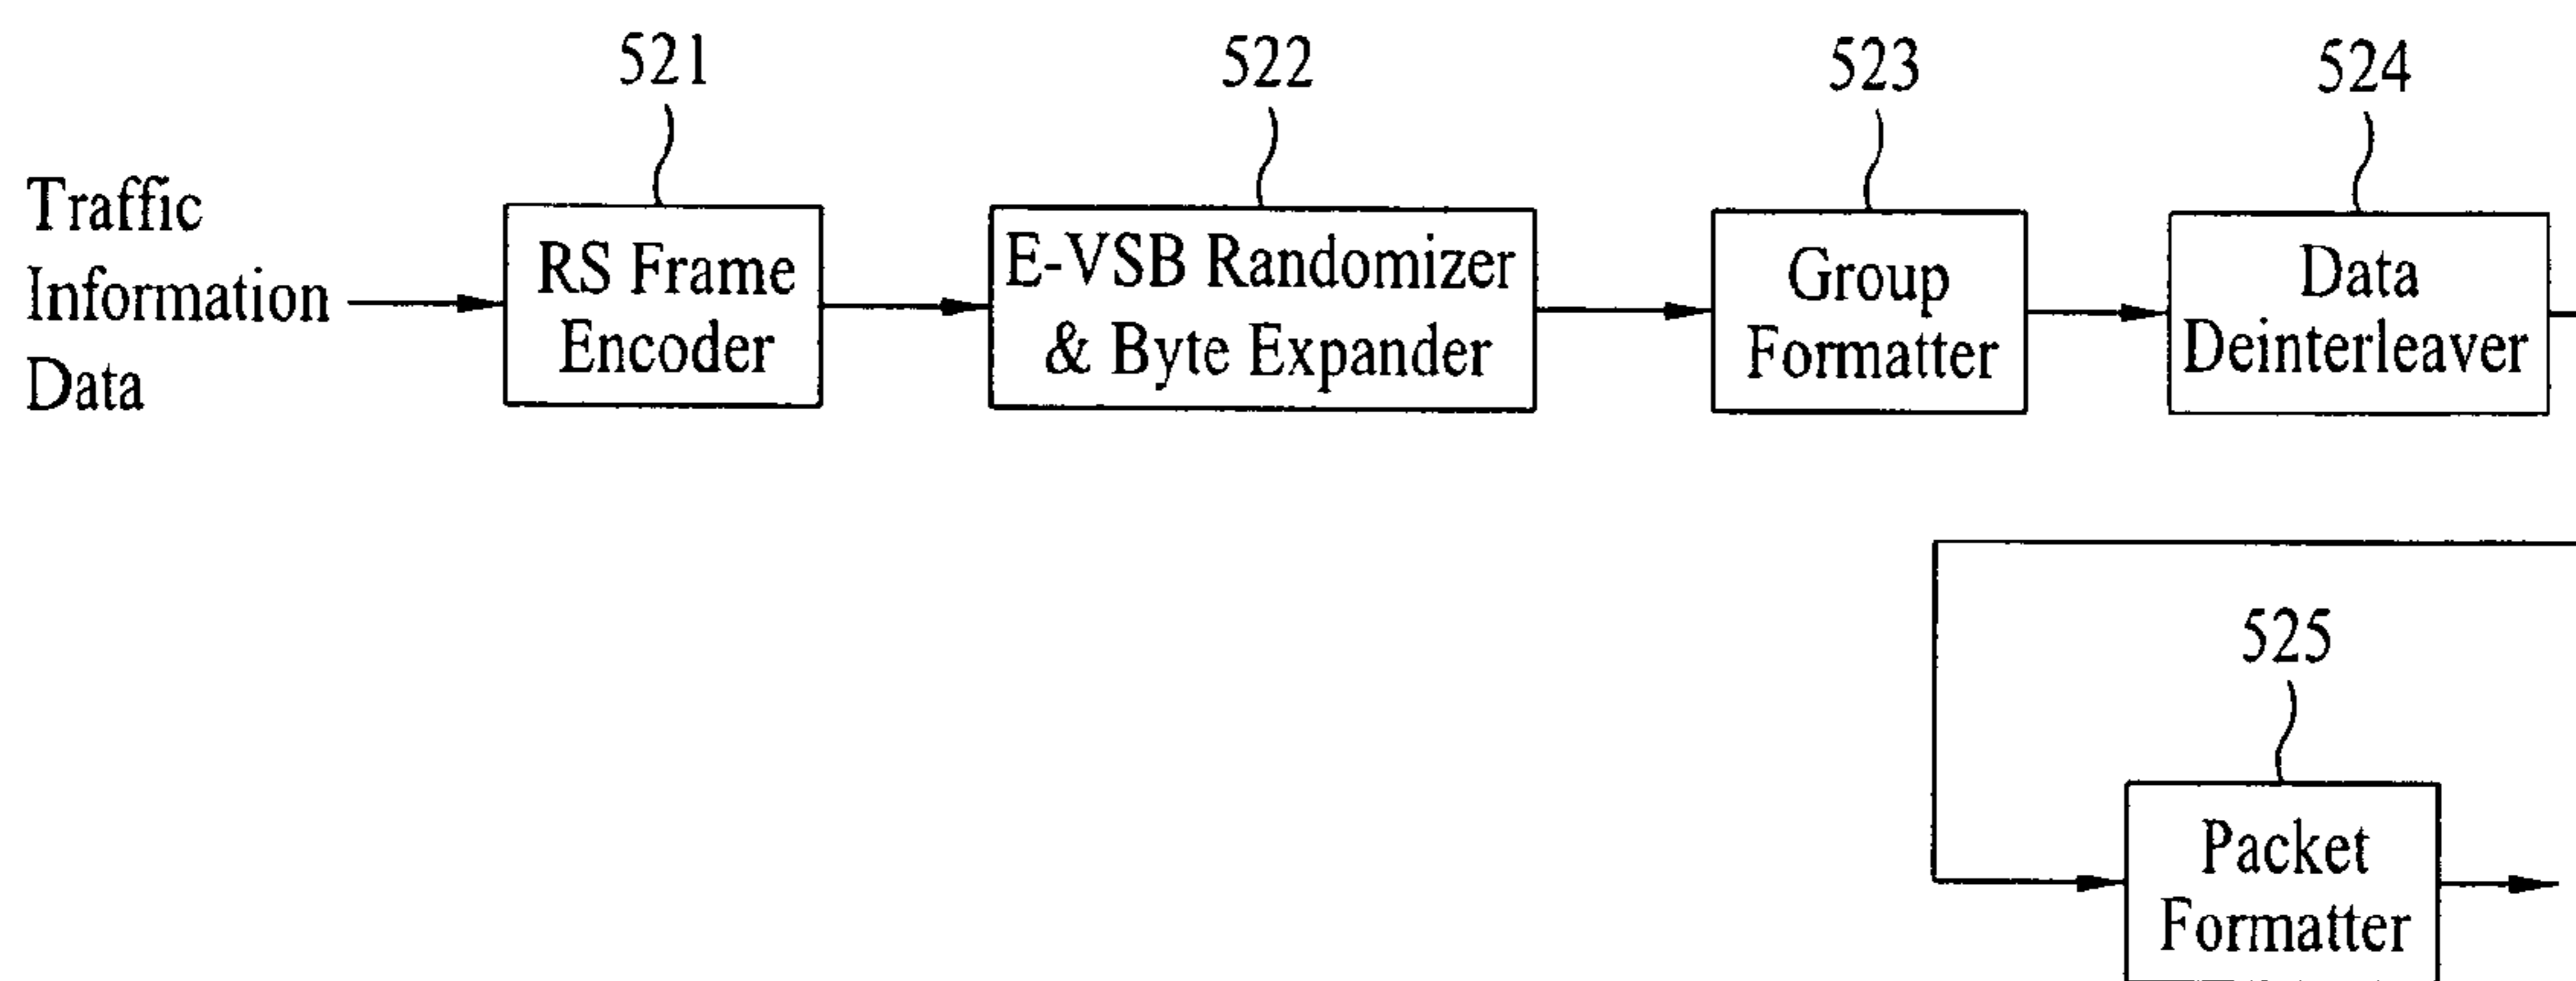 521
522
523
524
Traffic
Information
Data
RS Frame
Encoder
E-VSB Randomizer
& Byte Expander
Group
Formatter
Data
Deinterleaver
525
Packet
Formatter